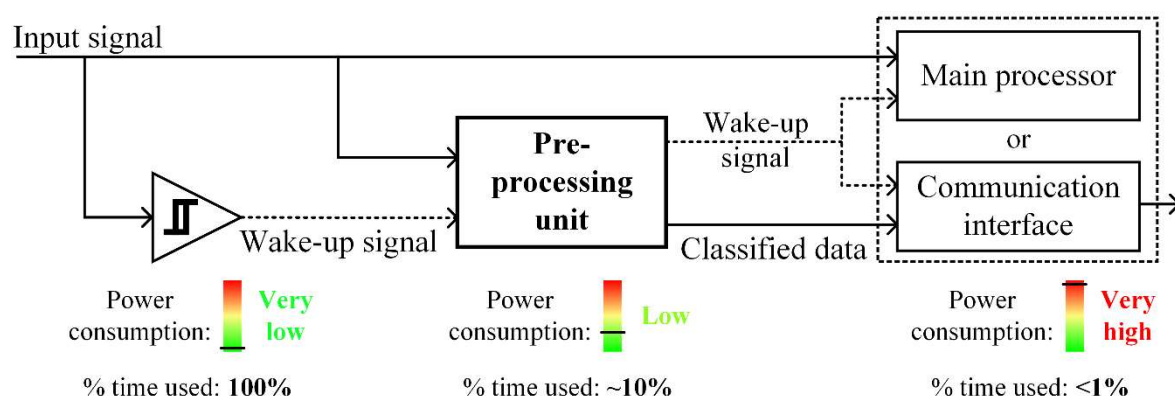 Input signal
Main processor
Wake-up
signal
Pre-
processing
unit
or
Communication
interface
Wake-up signal
Classified data
Power
consumption:
Very
low
Power
consumption:
Low
Power
consumption:
Very
high
% time used: 100%
% time used: ~10%
% time used: <1%